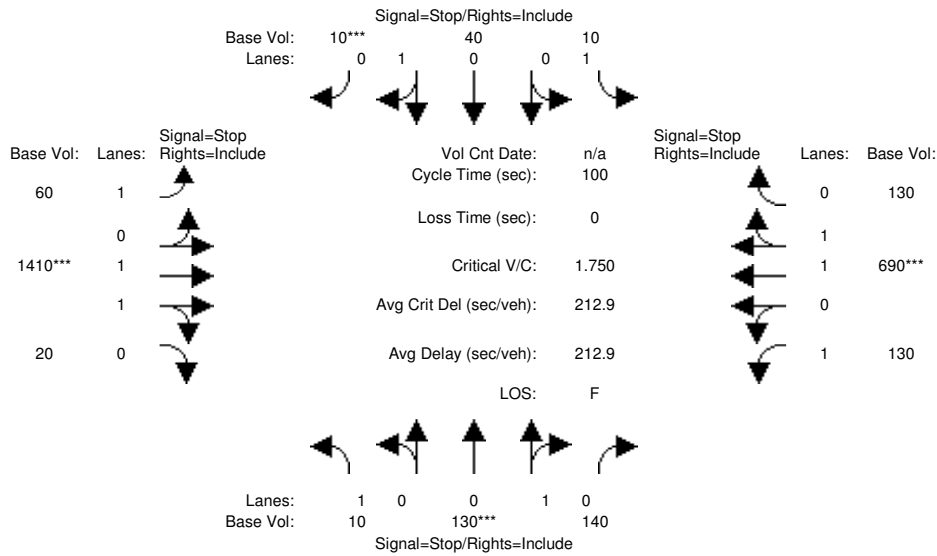 Signal=Stop/Rights=Include
Base Vol: 10*** 40 10
Lanes: 0 1 0 0 1
Signal=Stop
Base Vol: Lanes: Rights=Include
Vol Cnt Date: n/a
Signal=Stop
Rights=Include Lanes: Base Vol:
Cycle Time (sec): 100
60 1
0 130
Loss Time (sec): 0
0
1
1410*** 1
Critical V/C: 1.750
1 690***
1
Avg Crit Del (sec/veh): 212.9
0
20 0
Avg Delay (sec/veh): 212.9
1 130
LOS: F
Lanes: 1 0 0 1 0
Base Vol: 10 130*** 140
Signal=Stop/Rights=Include